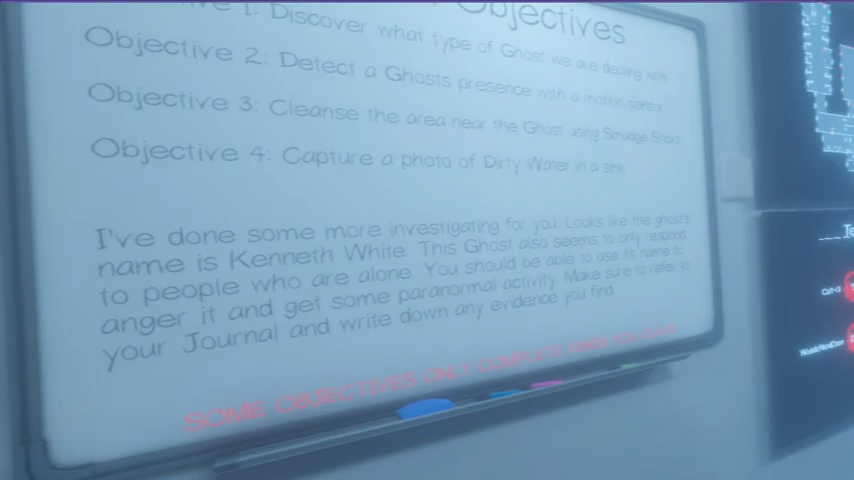 Objectives
1: Discover what type of Ghost we are dealing with
Objective 2: Detect a Ghosts presence with a motion sensor
Objective 3: Cleanse the area near the Ghost using Smudge Sticks
Objective 4: Capture a photo of Dirty Water in a sink
I've done some more investigating for you. Looks like the ghost's
name is Kenneth White. This Ghost also seems to only respond
to people who are alone. You should be able to use its name to
anger it and get some paranormal activity. Make sure to refer to
your Journal and write down any evidence you find.
SOME OBJECTIVES ONLY COMPLETE WHEN YOU LEAVE